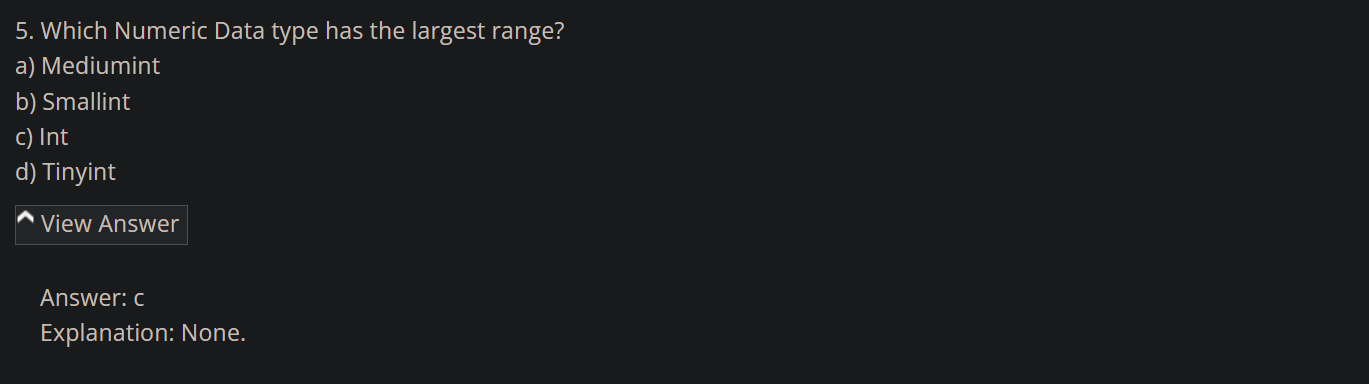 5. Which Numeric Data type has the largest range?
a) Mediumint
b) Smallint
c) Int
d) Tinyint
View Answer
Answer: c
Explanation: None.